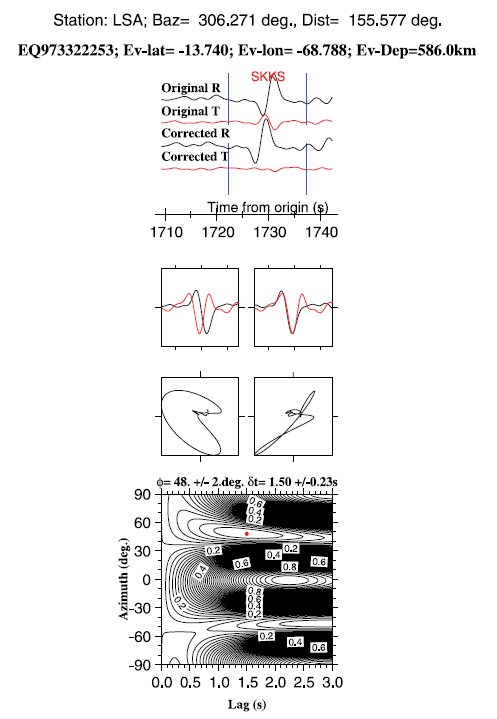 Station: LSA; Baz= 306.271 deg., Dist= 155.577 deg.
EQ973322253; Ev-lat= -13.740; Ev-lon= -68.788; Ev-Dep=586.0km
SKKS
Original R
Original T
Corrected R
Corrected T
Time from origin (s)
1710 1720 1730 1740
ϕ= 48. +/- 2.deg. δt= 1.50 +/-0.23s
90
60
30
0
-30
-60
-90
Azimuth (deg.)
0.6
0.4
0.2
0.2 0.4 0.2 0.6
0.4 0.6 0.8
0.2
0.8
0.6
0.4
0.2
0.2 0.4 0.6
0.0 0.5 1.0 1.5 2.0 2.5 3.0
Lag (s)